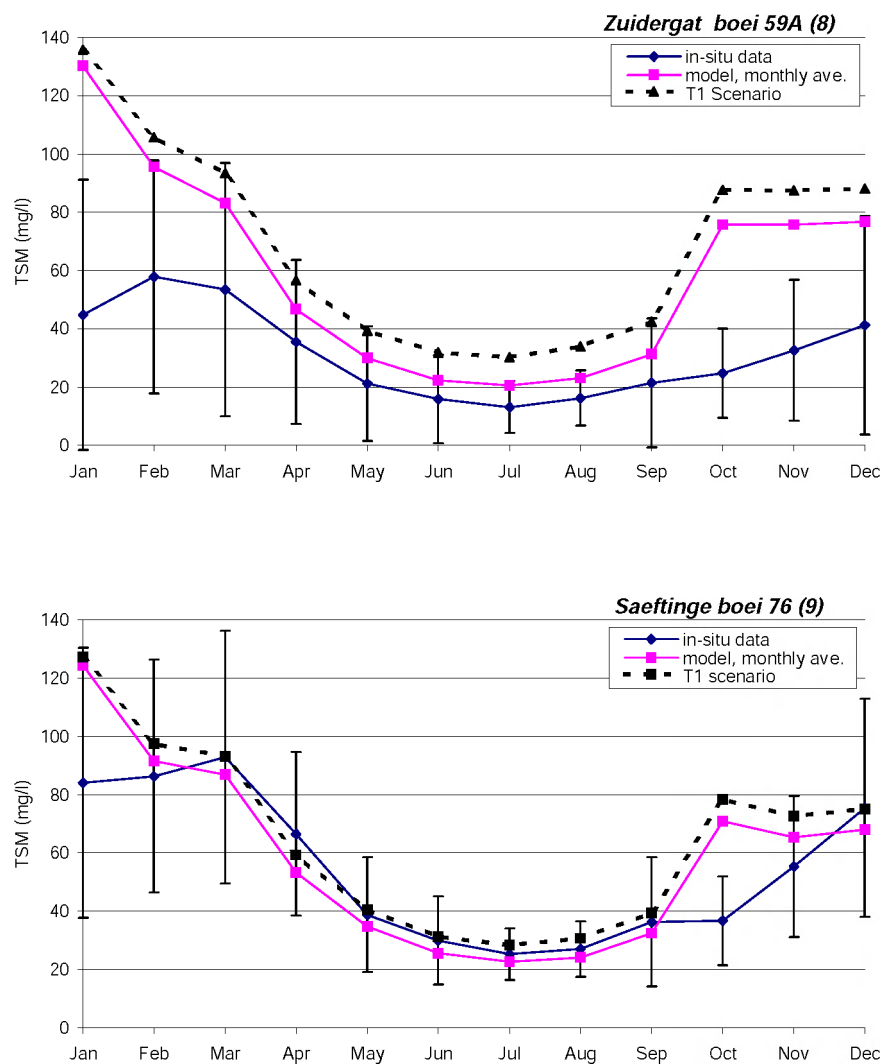 Zuidergat boei 59A (8)
in-situ data
model, monthly ave.
T1 Scenario
TSM (mg/l)
140
120
100
80
60
40
20
0
Jan Feb Mar Apr May Jun Jul Aug Sep Oct Nov Dec
Saeftinge boei 76 (9)
in-situ data
model, monthly ave.
T1 scenario
TSM (mg/l)
140
120
100
80
60
40
20
0
Jan Feb Mar Apr May Jun Jul Aug Sep Oct Nov Dec